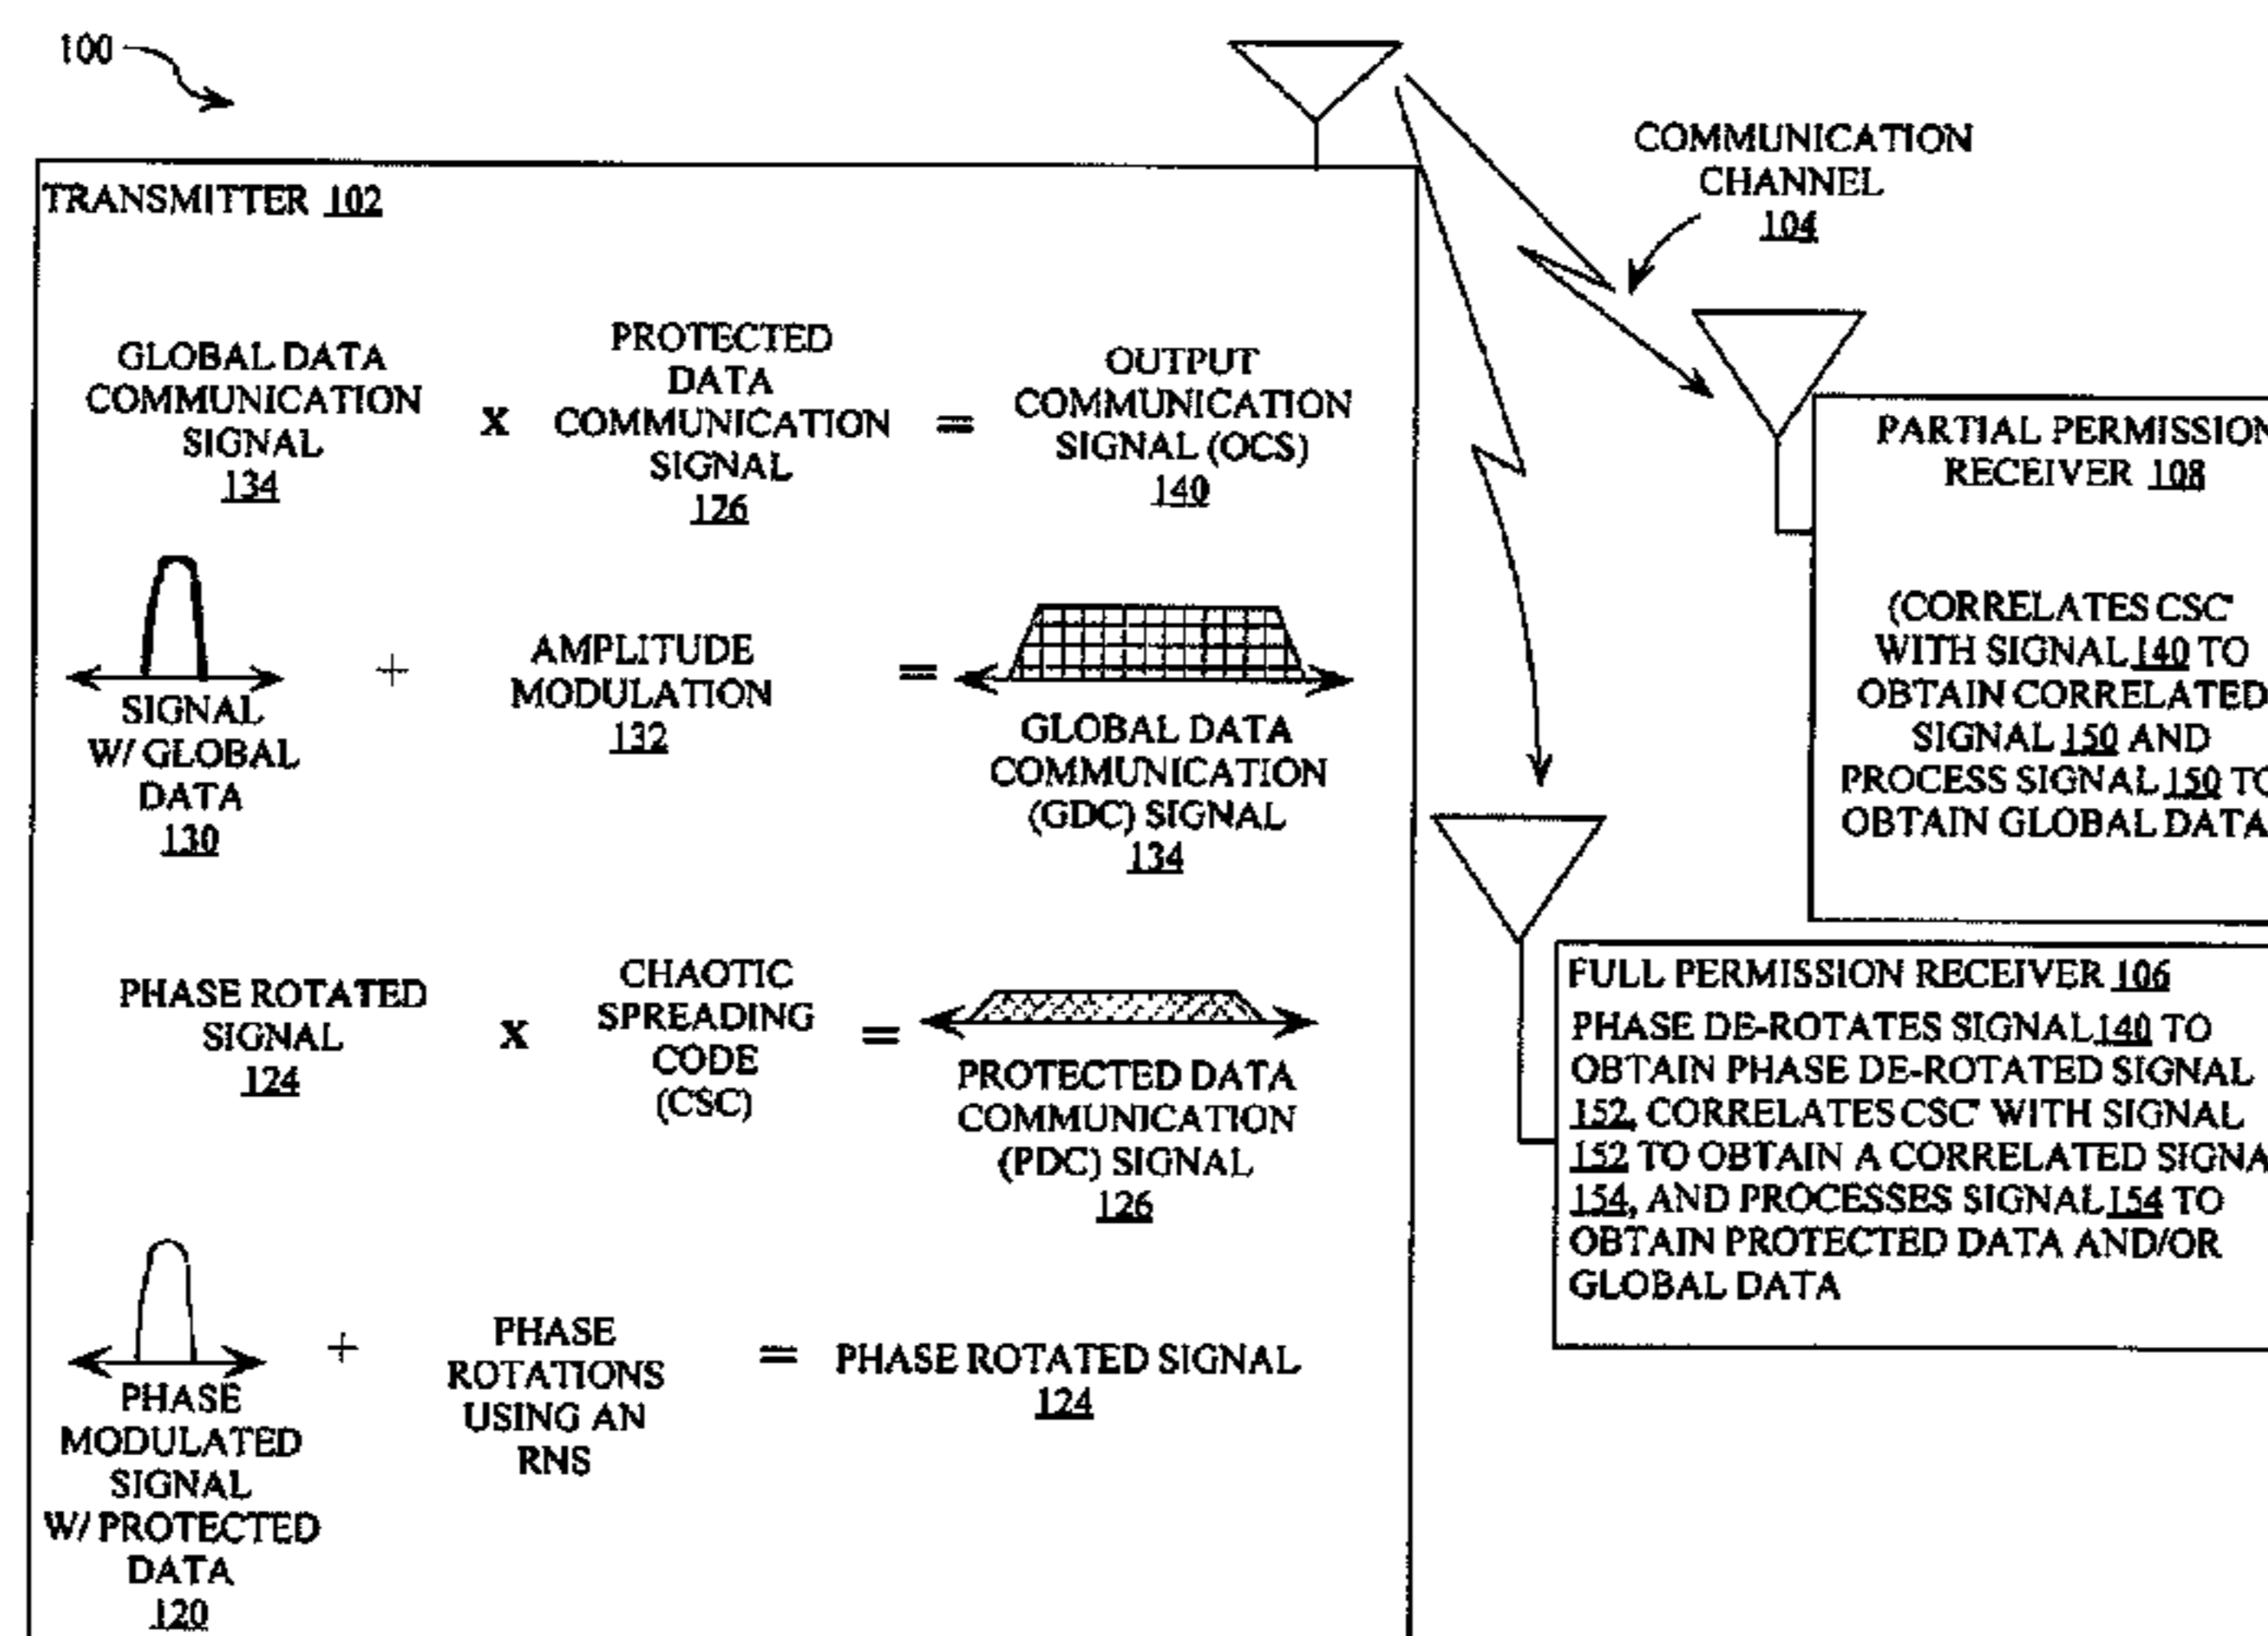 100
TRANSMITTER 102
COMMUNICATION
CHANNEL
104
GLOBAL DATA
COMMUNICATION
SIGNAL
134
X
PROTECTED
DATA
COMMUNICATION
SIGNAL
126
=
OUTPUT
COMMUNICATION
SIGNAL (OCS)
140
SIGNAL
W/ GLOBAL
DATA
130
+
AMPLITUDE
MODULATION
132
=
GLOBAL DATA
COMMUNICATION
(GDC) SIGNAL
134
PHASE ROTATED
SIGNAL
124
X
CHAOTIC
SPREADING
CODE
(CSC)
=
PROTECTED DATA
COMMUNICATION
(PDC) SIGNAL
126
PHASE
MODULATED
SIGNAL
W/ PROTECTED
DATA
120
+
PHASE
ROTATIONS
USING AN
RNS
=
PHASE ROTATED SIGNAL
124
PARTIAL PERMISSION
RECEIVER 108
(CORRELATES CSC'
WITH SIGNAL 140 TO
OBTAIN CORRELATED
SIGNAL 150 AND
PROCESS SIGNAL 150 TO
OBTAIN GLOBAL DATA
FULL PERMISSION RECEIVER 106
PHASE DE-ROTATES SIGNAL 140 TO
OBTAIN PHASE DE-ROTATED SIGNAL
152, CORRELATES CSC' WITH SIGNAL
152 TO OBTAIN A CORRELATED SIGNA
154, AND PROCESSES SIGNAL 154 TO
OBTAIN PROTECTED DATA AND/OR
GLOBAL DATA